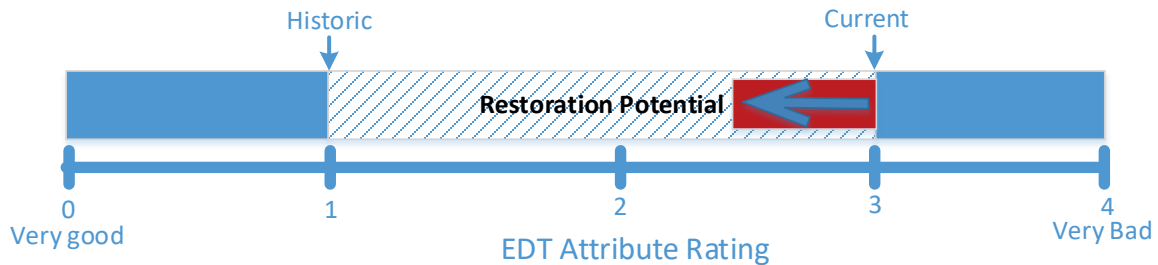 Historic
Current
Restoration Potential
0
1
2
3
4
Very good
Very Bad
EDT Attribute Rating